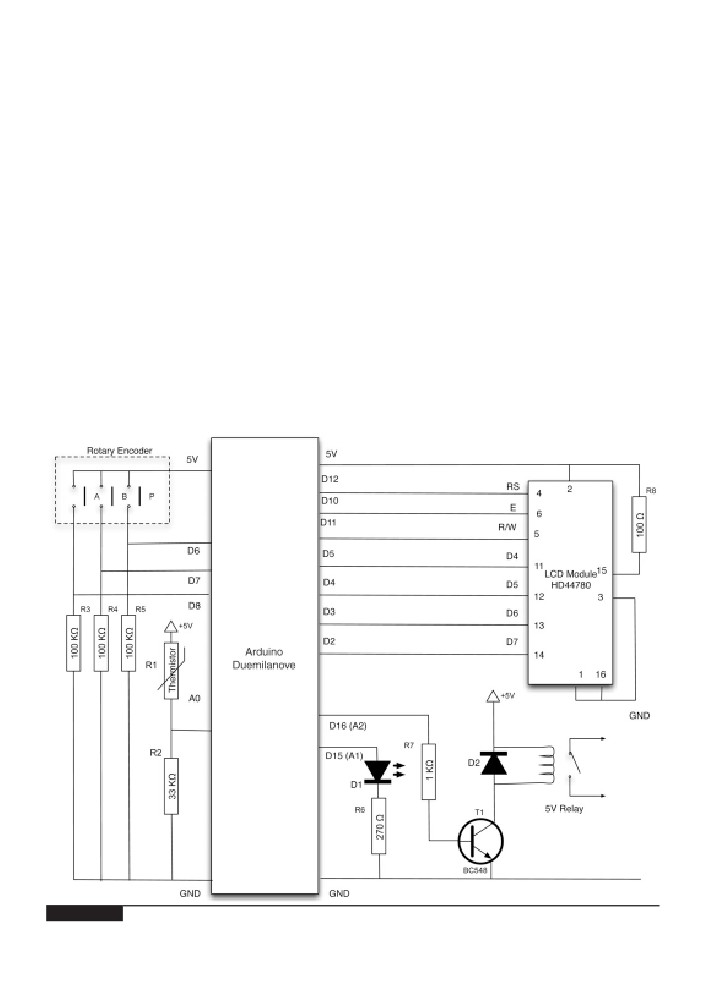 Rotary Encoder
5V
A
B
P
D6
D7
D8
R3
R4
R5
100 KΩ
100 KΩ
100 KΩ
+5V
R1
Thermistor
A0
R2
33 KΩ
GND
Arduino
Duemilanove
5V
D12
D10
D11
D5
D4
D3
D2
RS
E
R/W
D4
D5
D6
D7
4
6
5
11
12
13
14
2
LCD Module
HD44780
15
3
1
16
R8
100 Ω
GND
D16 (A2)
D15 (A1)
D1
R6
270 Ω
R7
1 KΩ
+5V
D2
T1
BC548
5V Relay
GND